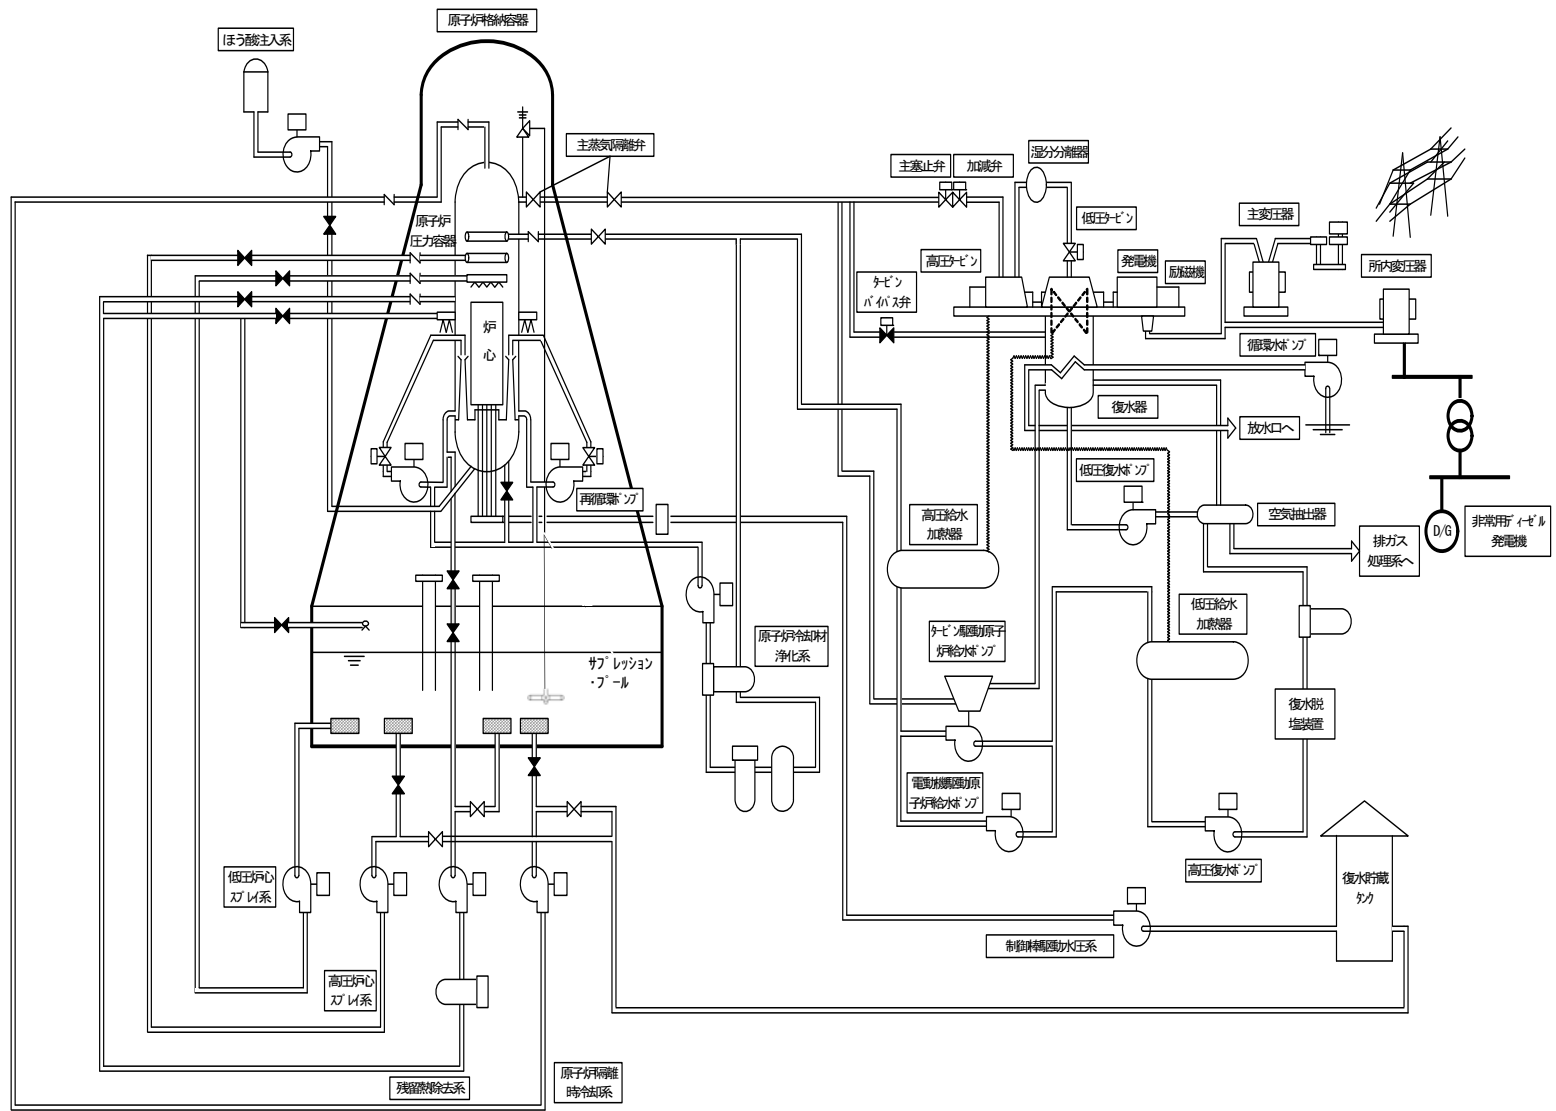 原子炉格納容器
ほう酸注入系
主蒸気隔離弁
原子炉
圧力容器
炉
心
再循環ポンプ
サプレッション
・プール
原子炉冷却材
浄化系
低圧炉心
スプレイ系
高圧炉心
スプレイ系
残留熱除去系
原子炉隔離
時冷却系
主塞止弁
加減弁
湿分分離器
低圧タービン
高圧タービン
発電機
励磁機
タービン
バイパス弁
主変圧器
所内変圧器
循環水ポンプ
復水器
放水口へ
低圧復水ポンプ
空気抽出器
排ガス
処理系へ
D/G
非常用ディーゼル
発電機
高圧給水
加熱器
低圧給水
加熱器
タービン駆動原子
炉給水ポンプ
電動機駆動原
子炉給水ポンプ
復水脱
塩装置
高圧復水ポンプ
復水貯蔵
タンク
制御棒駆動水圧系